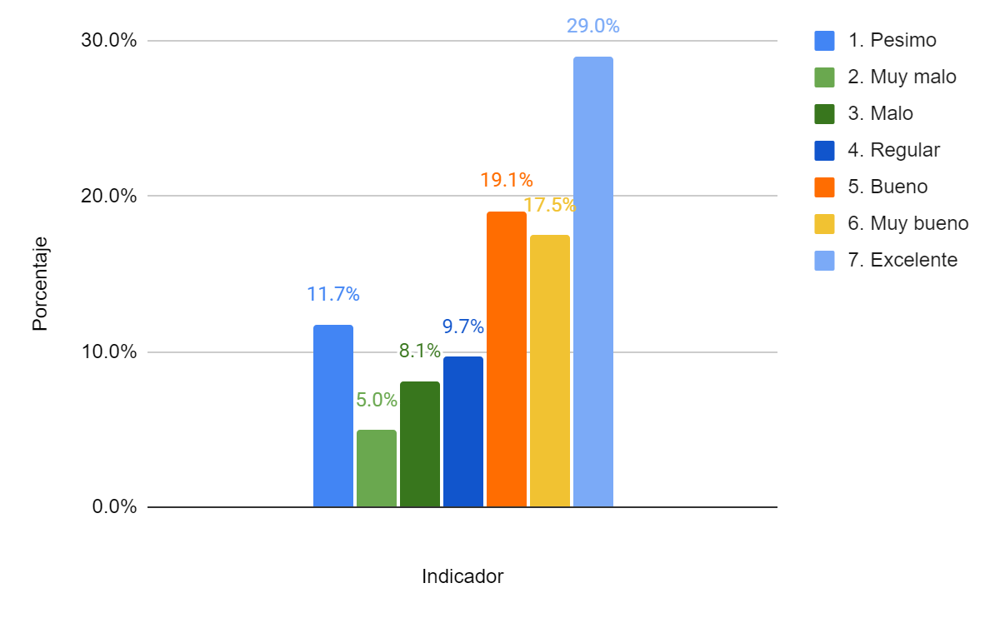 30.0%
20.0%
10.0%
0.0%
Porcentaje
11.7%
5.0%
8.1%
9.7%
19.1%
17.5%
29.0%
Indicador
1. Pesimo
2. Muy malo
3. Malo
4. Regular
5. Bueno
6. Muy bueno
7. Excelente